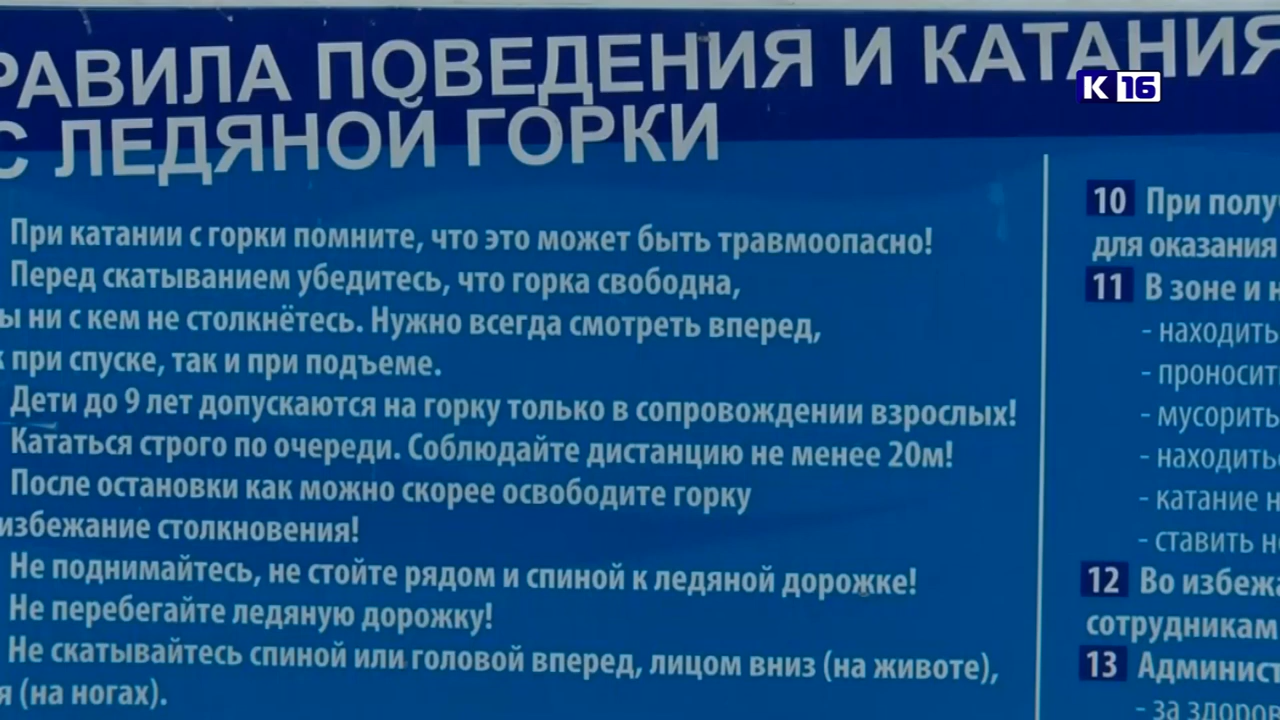 РАВИЛА ПОВЕДЕНИЯ И КАТАНИЯ
С ЛЕДЯНОЙ ГОРКИ
К 16
При катании с горки помните, что это может быть травмоопасно!
Перед скатыванием убедитесь, что горка свободна,
ы ни с кем не столкнётесь. Нужно всегда смотреть вперед,
к при спуске, так и при подъеме.
Дети до 9 лет допускаются на горку только в сопровождении взрослых!
Кататься строго по очереди. Соблюдайте дистанцию не менее 20м!
После остановки как можно скорее освободите горку
избежание столкновения!
Не поднимайтесь, не стойте рядом и спиной к ледяной дорожке!
Не перебегайте ледяную дорожку!
Не скатывайтесь спиной или головой вперед, лицом вниз (на животе),
я (на ногах).
10 При полу
для оказания
11 В зоне и н
- находить
- проносит
- мусорить
- находить
- катание н
- ставить н
12 Во избеж
сотрудникам
13 Админист
- за здоров